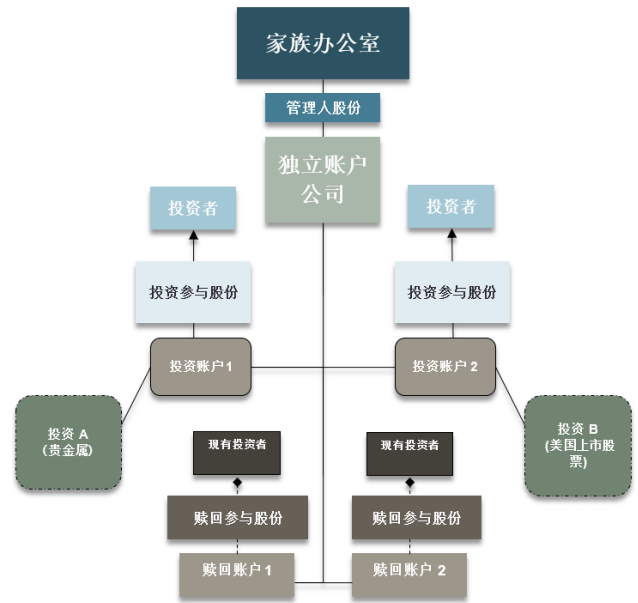 家族办公室
管理人股份
独立账户
公司
投资者
投资者
投资参与股份
投资参与股份
投资账户 1
投资账户 2
投资 A
（贵金属）
投资 B
(美国上市股
票)
现有投资者
现有投资者
赎回参与股份
赎回参与股份
赎回账户 1
赎回账户 2